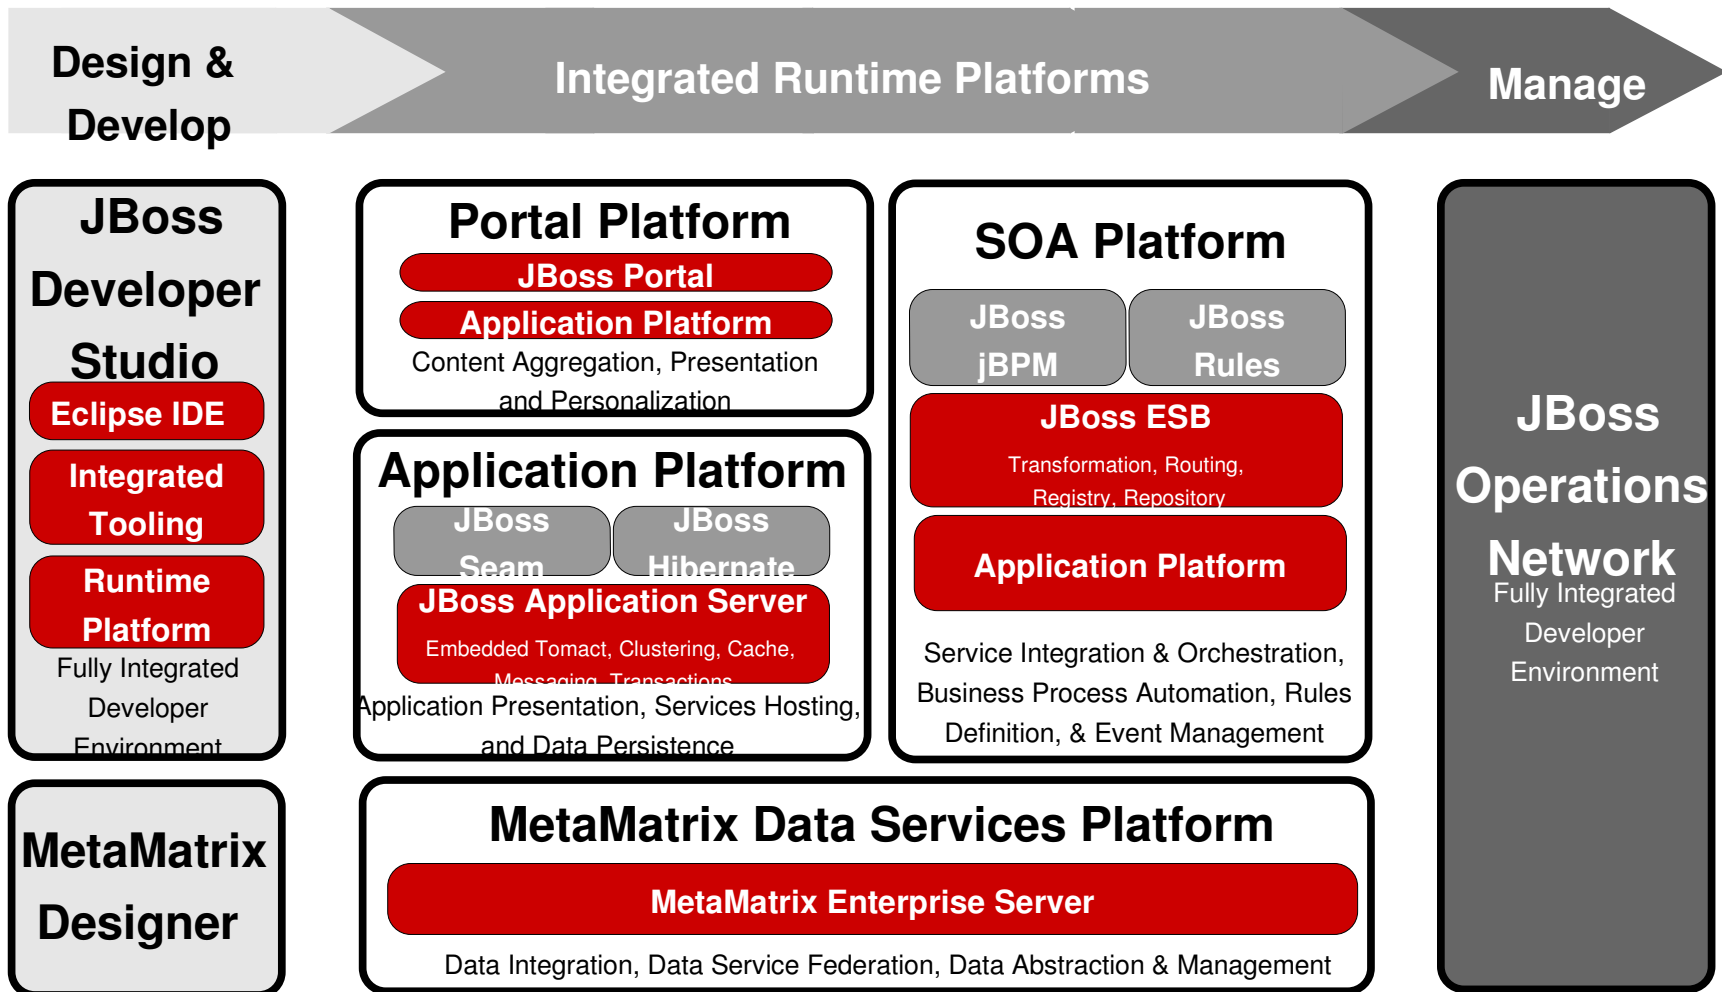 Design &
Develop
Integrated Runtime Platforms
Manage
JBoss
Developer
Studio
Eclipse IDE
Integrated
Tooling
Runtime
Platform
Fully Integrated
Developer
Environment
MetaMatrix
Designer
Portal Platform
JBoss Portal
Application Platform
Content Aggregation, Presentation
and Personalization
Application Platform
JBoss
Seam
JBoss
Hibernate
JBoss Application Server
Embedded Tomact, Clustering, Cache,
Messaging, Transactions
Application Presentation, Services Hosting,
and Data Persistence
SOA Platform
JBoss
jBPM
JBoss
Rules
JBoss ESB
Transformation, Routing,
Registry, Repository
Application Platform
Service Integration & Orchestration,
Business Process Automation, Rules
Definition, & Event Management
MetaMatrix Data Services Platform
MetaMatrix Enterprise Server
Data Integration, Data Service Federation, Data Abstraction & Management
JBoss
Operations
Network
Fully Integrated
Developer
Environment